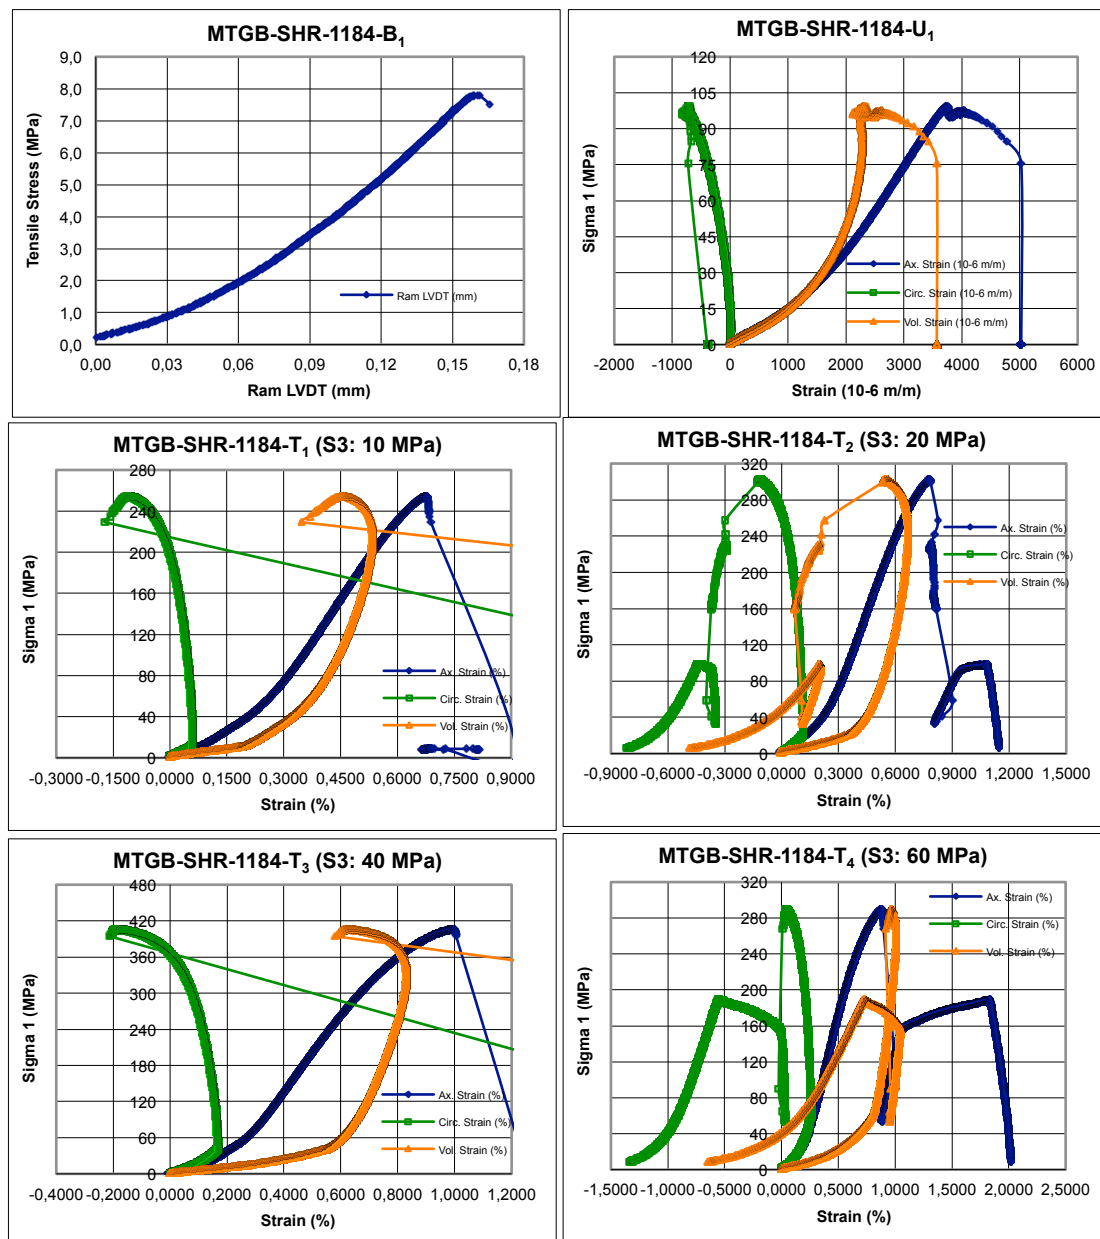 MTGB-SHR-1184-B1
9,0
8,0
7,0
6,0
5,0
4,0
3,0
2,0
1,0
0,0
Tensile Stress (MPa)
Ram LVDT (mm)
0,00 0,03 0,06 0,09 0,12 0,15 0,18
Ram LVDT (mm)
MTGB-SHR-1184-U1
120
105
90
75
60
45
30
15
0
Sigma 1 (MPa)
Ax. Strain (10-6 m/m)
Circ. Strain (10-6 m/m)
Vol. Strain (10-6 m/m)
-2000 -1000 0 1000 2000 3000 4000 5000 6000
Strain (10-6 m/m)
MTGB-SHR-1184-T1 (S3: 10 MPa)
280
240
200
160
120
80
40
0
Sigma 1 (MPa)
Ax. Strain (%)
Circ. Strain (%)
Vol. Strain (%)
-0,3000 -0,1500 0,0000 0,1500 0,3000 0,4500 0,6000 0,7500 0,9000
Strain (%)
MTGB-SHR-1184-T2 (S3: 20 MPa)
320
280
240
200
160
120
80
40
0
Sigma 1 (MPa)
Ax. Strain (%)
Circ. Strain (%)
Vol. Strain (%)
-0,9000 -0,6000 -0,3000 0,0000 0,3000 0,6000 0,9000 1,2000 1,5000
Strain (%)
MTGB-SHR-1184-T3 (S3: 40 MPa)
480
420
360
300
240
180
120
60
0
Sigma 1 (MPa)
Ax. Strain (%)
Circ. Strain (%)
Vol. Strain (%)
-0,4000 -0,2000 0,0000 0,2000 0,4000 0,6000 0,8000 1,0000 1,2000
Strain (%)
MTGB-SHR-1184-T4 (S3: 60 MPa)
320
280
240
200
160
120
80
40
0
Sigma 1 (MPa)
Ax. Strain (%)
Circ. Strain (%)
Vol. Strain (%)
-1,5000 -1,0000 -0,5000 0,0000 0,5000 1,0000 1,5000 2,0000 2,5000
Strain (%)